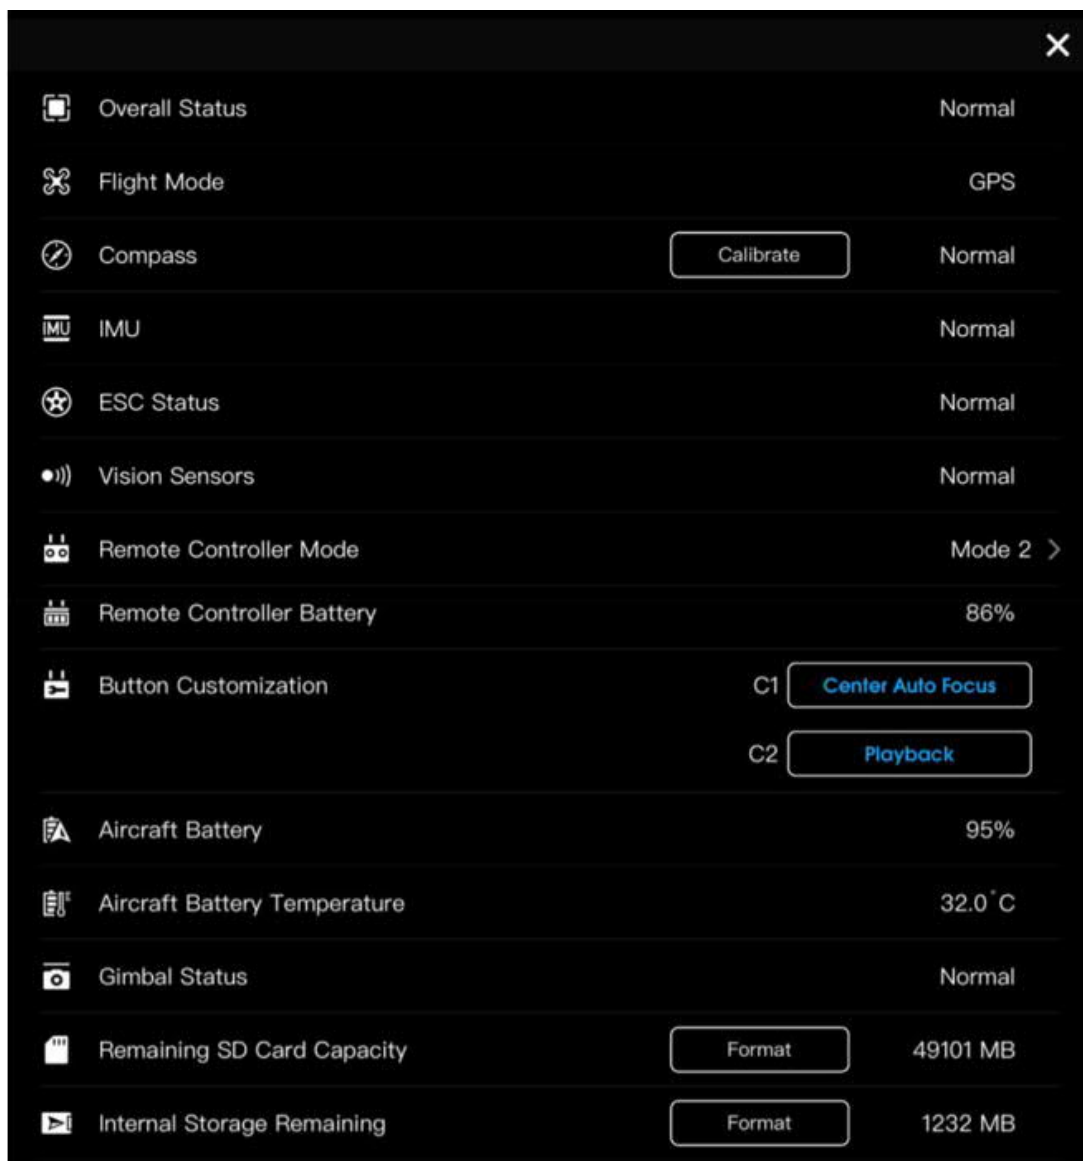 Overall Status Normal
Flight Mode GPS
Compass Calibrate Normal
IMU IMU Normal
ESC Status Normal
Vision Sensors Normal
Remote Controller Mode Mode 2
Remote Controller Battery 86%
Button Customization C1 Center Auto Focus
C2 Playback
Aircraft Battery 95%
Aircraft Battery Temperature 32.0°C
Gimbal Status Normal
Remaining SD Card Capacity Format 49101 MB
Internal Storage Remaining Format 1232 MB